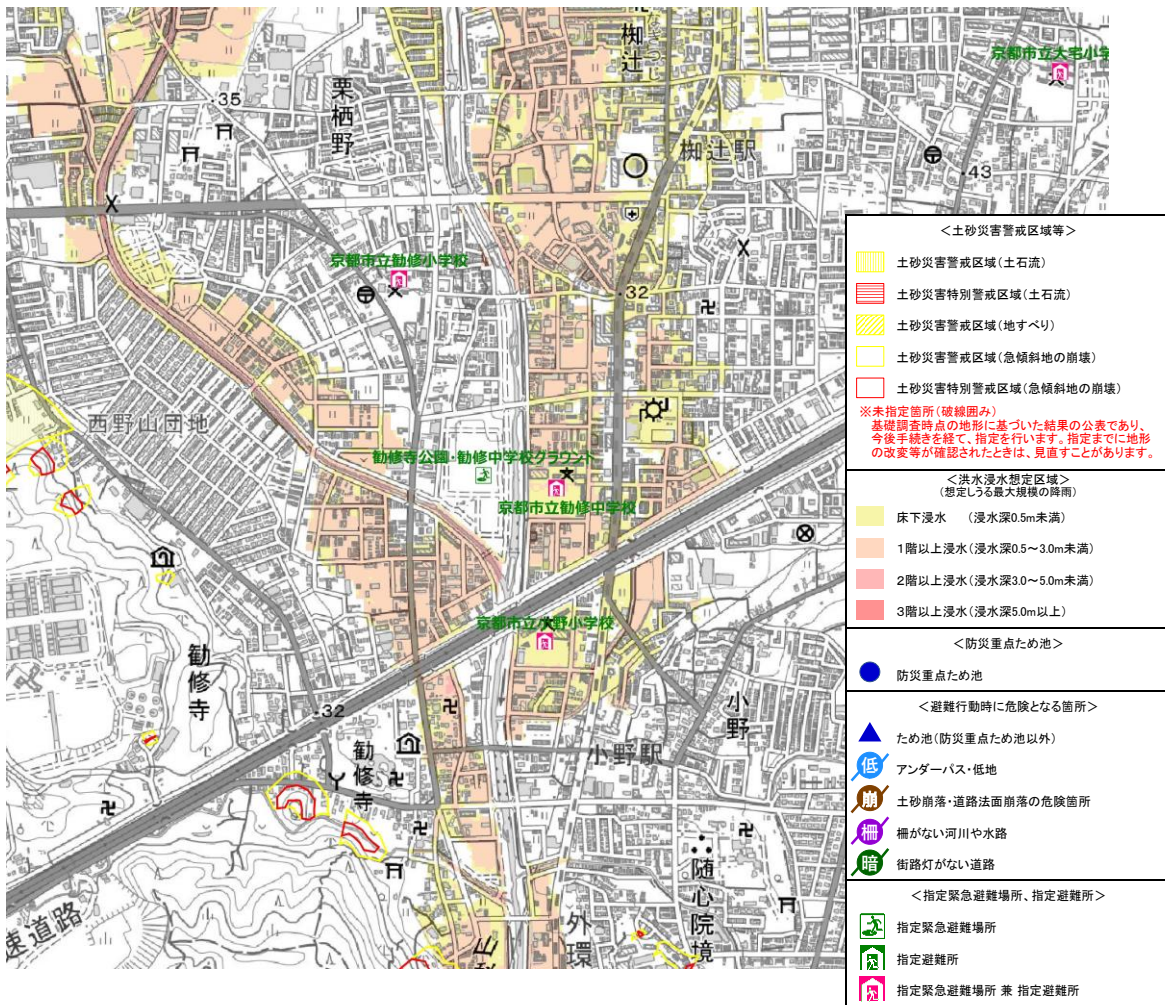 椥辻
なぎつじ
京都市立大宅小学
栗栖野
35
椥辻駅
43
京都市立勧修小学校
32
西野山団地
勧修寺公園・勧修中学校グラウンド
京都市立勧修中学校
京都市立小野小学校
勧修寺
小野
32
勧修寺
小野駅
随心院境
外環
速道路
＜土砂災害警戒区域等＞
土砂災害警戒区域（土石流）
土砂災害特別警戒区域（土石流）
土砂災害警戒区域（地すべり）
土砂災害警戒区域（急傾斜地の崩壊）
土砂災害特別警戒区域（急傾斜地の崩壊）
※未指定箇所（破線囲み）
基礎調査時点の地形に基づいた結果の公表であり、
今後手続きを経て、指定を行います。指定までに地形
の改変等が確認されたときは、見直すことがあります。
＜洪水浸水想定区域＞
（想定しうる最大規模の降雨）
床下浸水　（浸水深0.5m未満）
1階以上浸水（浸水深0.5～3.0m未満）
2階以上浸水（浸水深3.0～5.0m未満）
3階以上浸水（浸水深5.0m以上）
＜防災重点ため池＞
防災重点ため池
＜避難行動時に危険となる箇所＞
ため池（防災重点ため池以外）
低 アンダーパス・低地
崩 土砂崩落・道路法面崩落の危険箇所
柵 柵がない河川や水路
暗 街路灯がない道路
＜指定緊急避難場所、指定避難所＞
指定緊急避難場所
指定避難所
指定緊急避難場所 兼 指定避難所